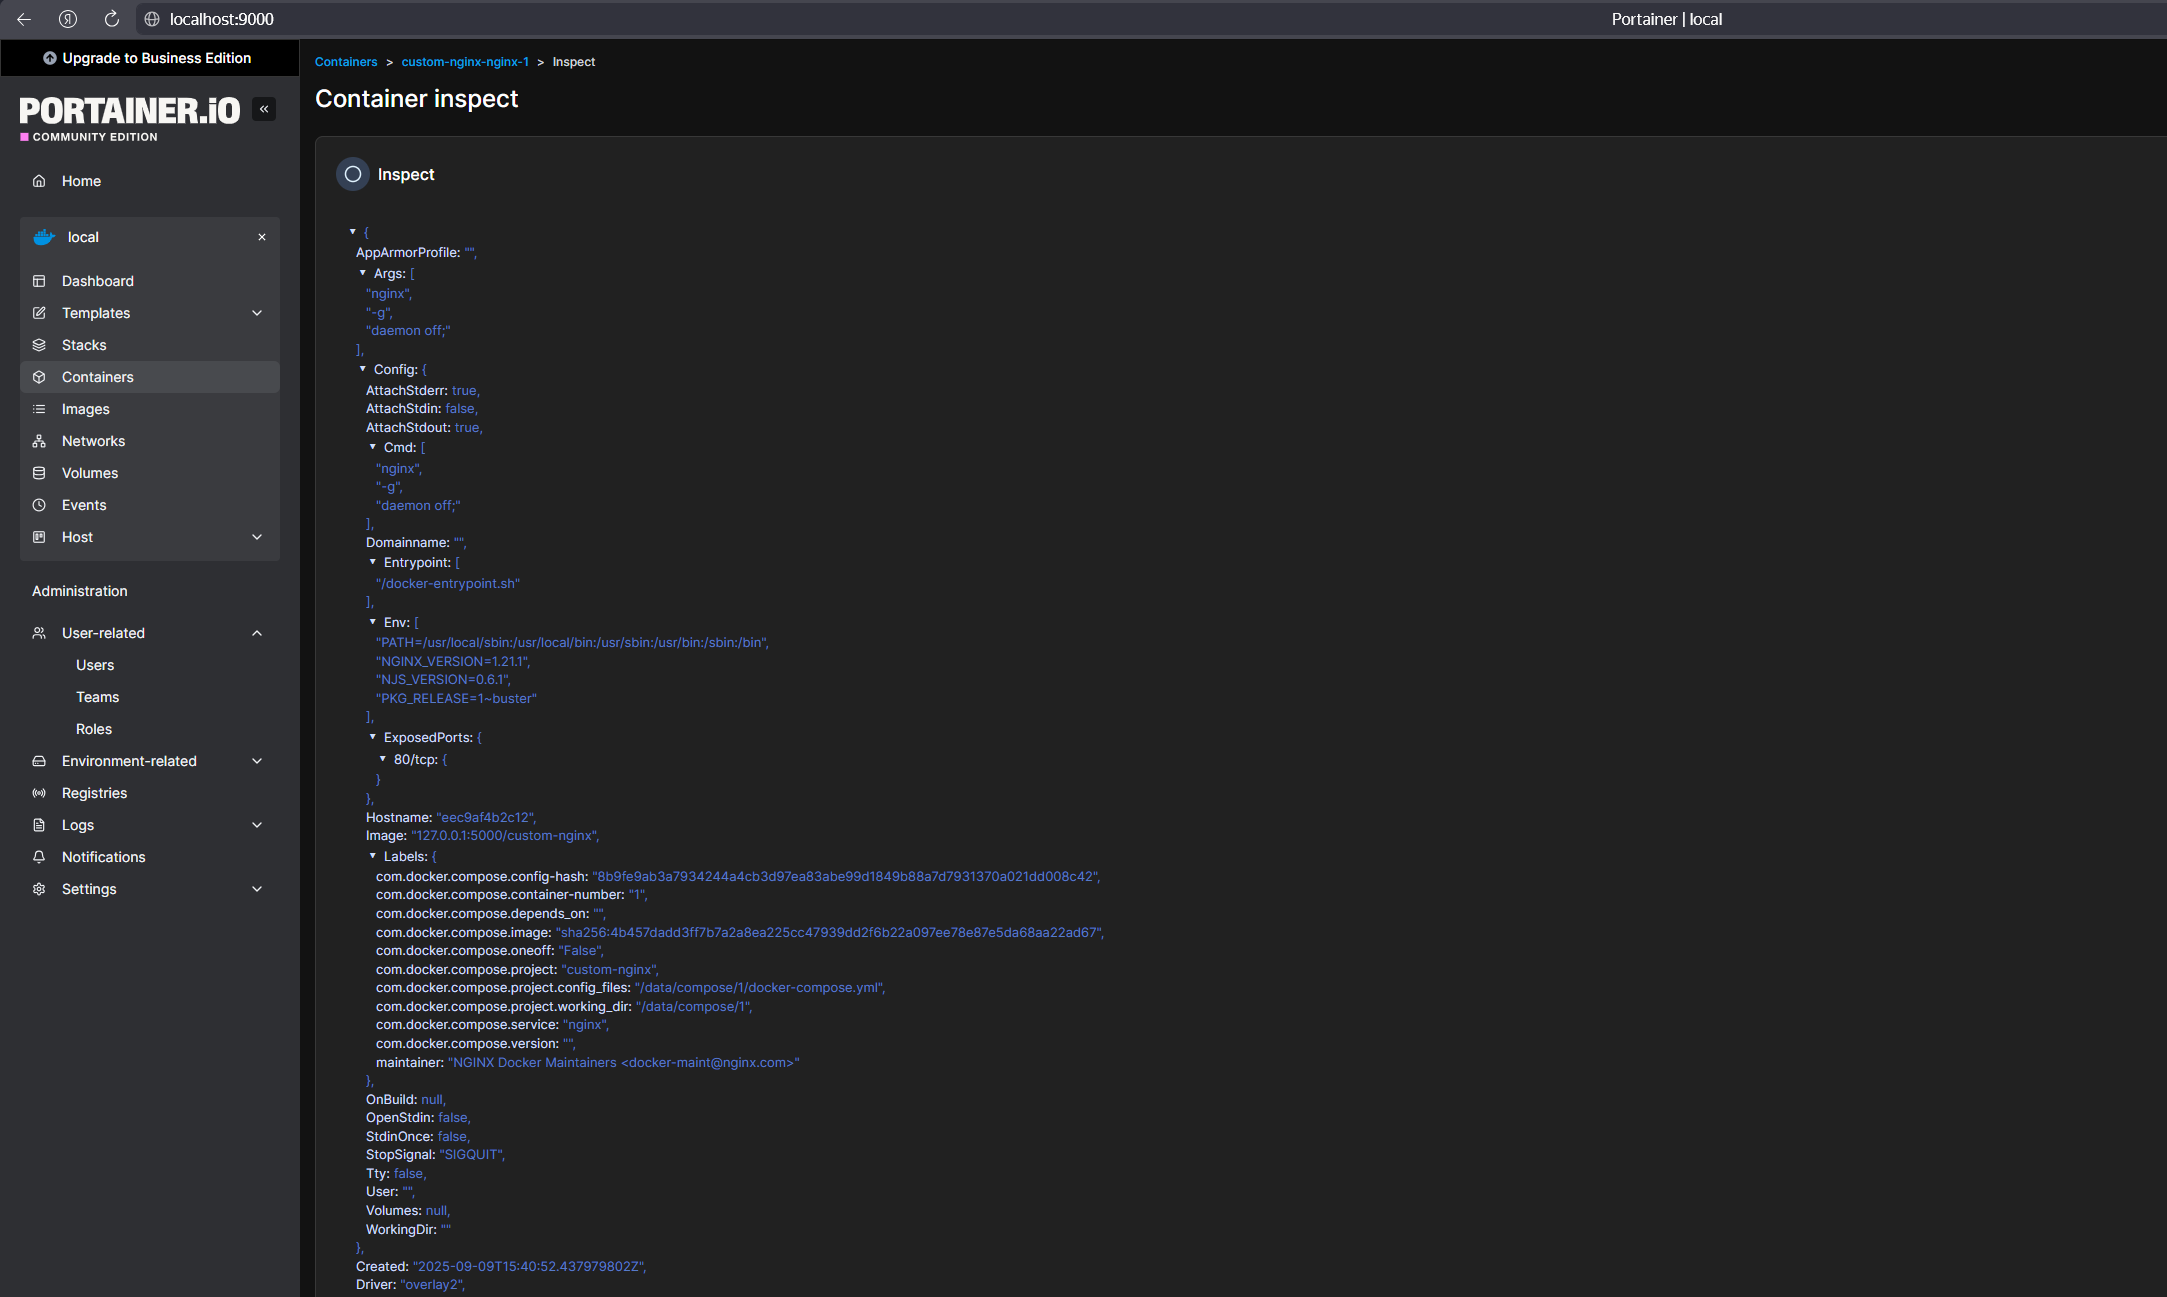 localhost:9000
Portainer | local
Upgrade to Business Edition
PORTAINER.iO
COMMUNITY EDITION
Home
local
Dashboard
Templates
Stacks
Containers
Images
Networks
Volumes
Events
Host
Administration
User-related
Users
Teams
Roles
Environment-related
Registries
Logs
Notifications
Settings
Containers > custom-nginx-nginx-1 > Inspect
Container inspect
Inspect
{
AppArmorProfile: "",
Args: [
"nginx",
"-g",
"daemon off;"
],
Config: {
AttachStderr: true,
AttachStdin: false,
AttachStdout: true,
Cmd: [
"nginx",
"-g",
"daemon off;"
],
Domainname: "",
Entrypoint: [
"/docker-entrypoint.sh"
],
Env: [
"PATH=/usr/local/sbin:/usr/local/bin:/usr/sbin:/usr/bin:/sbin:/bin",
"NGINX_VERSION=1.21.1",
"NJS_VERSION=0.6.1",
"PKG_RELEASE=1~buster"
],
ExposedPorts: {
80/tcp: {
}
},
Hostname: "eec9af4b2c12",
Image: "127.0.0.1:5000/custom-nginx",
Labels: {
com.docker.compose.config-hash: "8b9fe9ab3a7934244a4cb3d97ea83abe99d1849b88a7d7931370a021dd008c42",
com.docker.compose.container-number: "1",
com.docker.compose.depends_on: "",
com.docker.compose.image: "sha256:4b457dadd3ff7b7a2a8ea225cc47939dd2f6b22a097ee78e87e5da68aa22ad67",
com.docker.compose.oneoff: "False",
com.docker.compose.project: "custom-nginx",
com.docker.compose.project.config_files: "/data/compose/1/docker-compose.yml",
com.docker.compose.project.working_dir: "/data/compose/1",
com.docker.compose.service: "nginx",
com.docker.compose.version: "",
maintainer: "NGINX Docker Maintainers <docker-maint@nginx.com>"
},
OnBuild: null,
OpenStdin: false,
StdinOnce: false,
StopSignal: "SIGQUIT",
Tty: false,
User: "",
Volumes: null,
WorkingDir: ""
},
Created: "2025-09-09T15:40:52.437979802Z",
Driver: "overlay2",